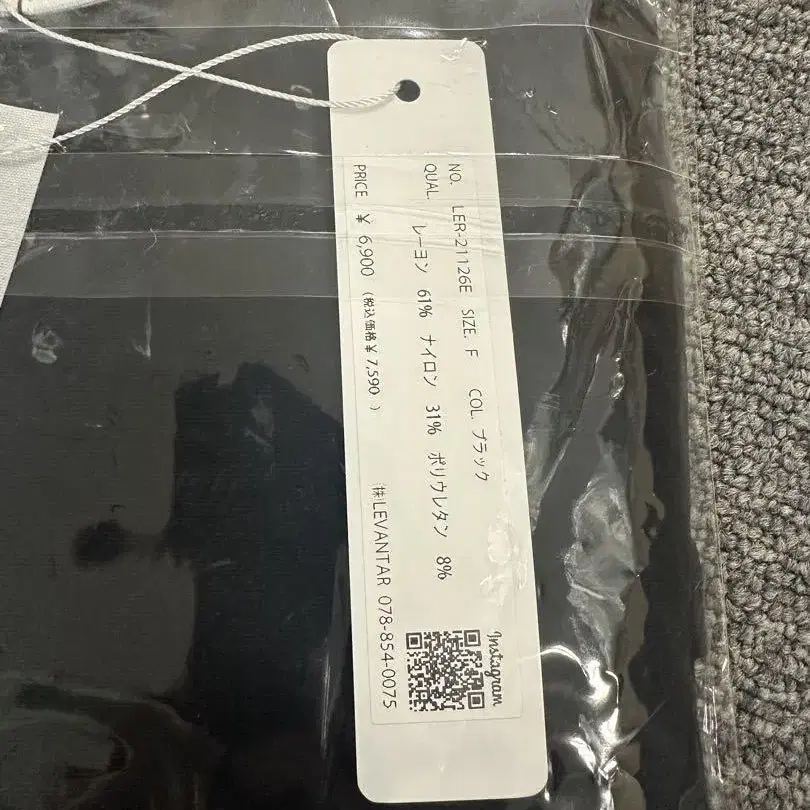 NO. LER-21126E SIZE. F COL. ブラック
QUAL. レーヨン 61% ナイロン 31% ポリウレタン 8%
PRICE ¥ 6,900 (税込価格¥ 7,590 )
㈱LEVANTAR 078-854-0075
Instagram